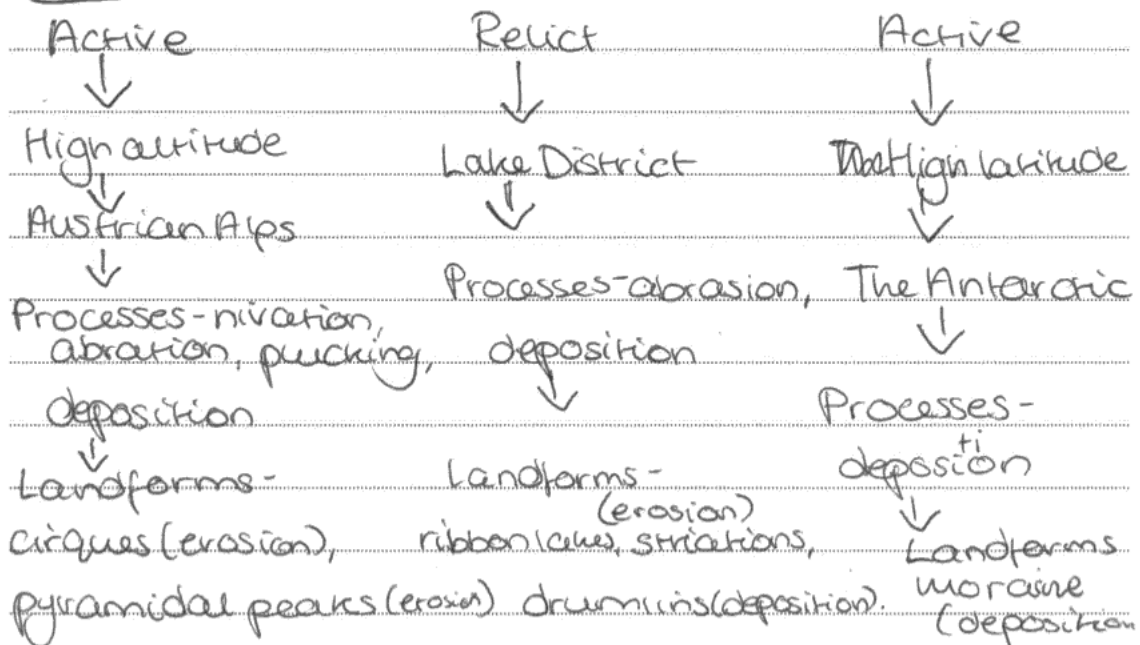 Active Relict Active
↓ ↓ ↓
High altitude Lake District High latitude
↓ ↓ ↓
Austrian Alps
↓ Processes-abrasion, The Antarctic
Processes-nivation, ↓
abration, plucking, deposition
deposition ↓ Processes-
↓ deposition
Landforms- Landforms- ↓
(erosion)
cirques (erosion), ribbon lakes, striations, Landforms
pyramidal peaks (erosion) drumlins (deposition). moraine
(deposition